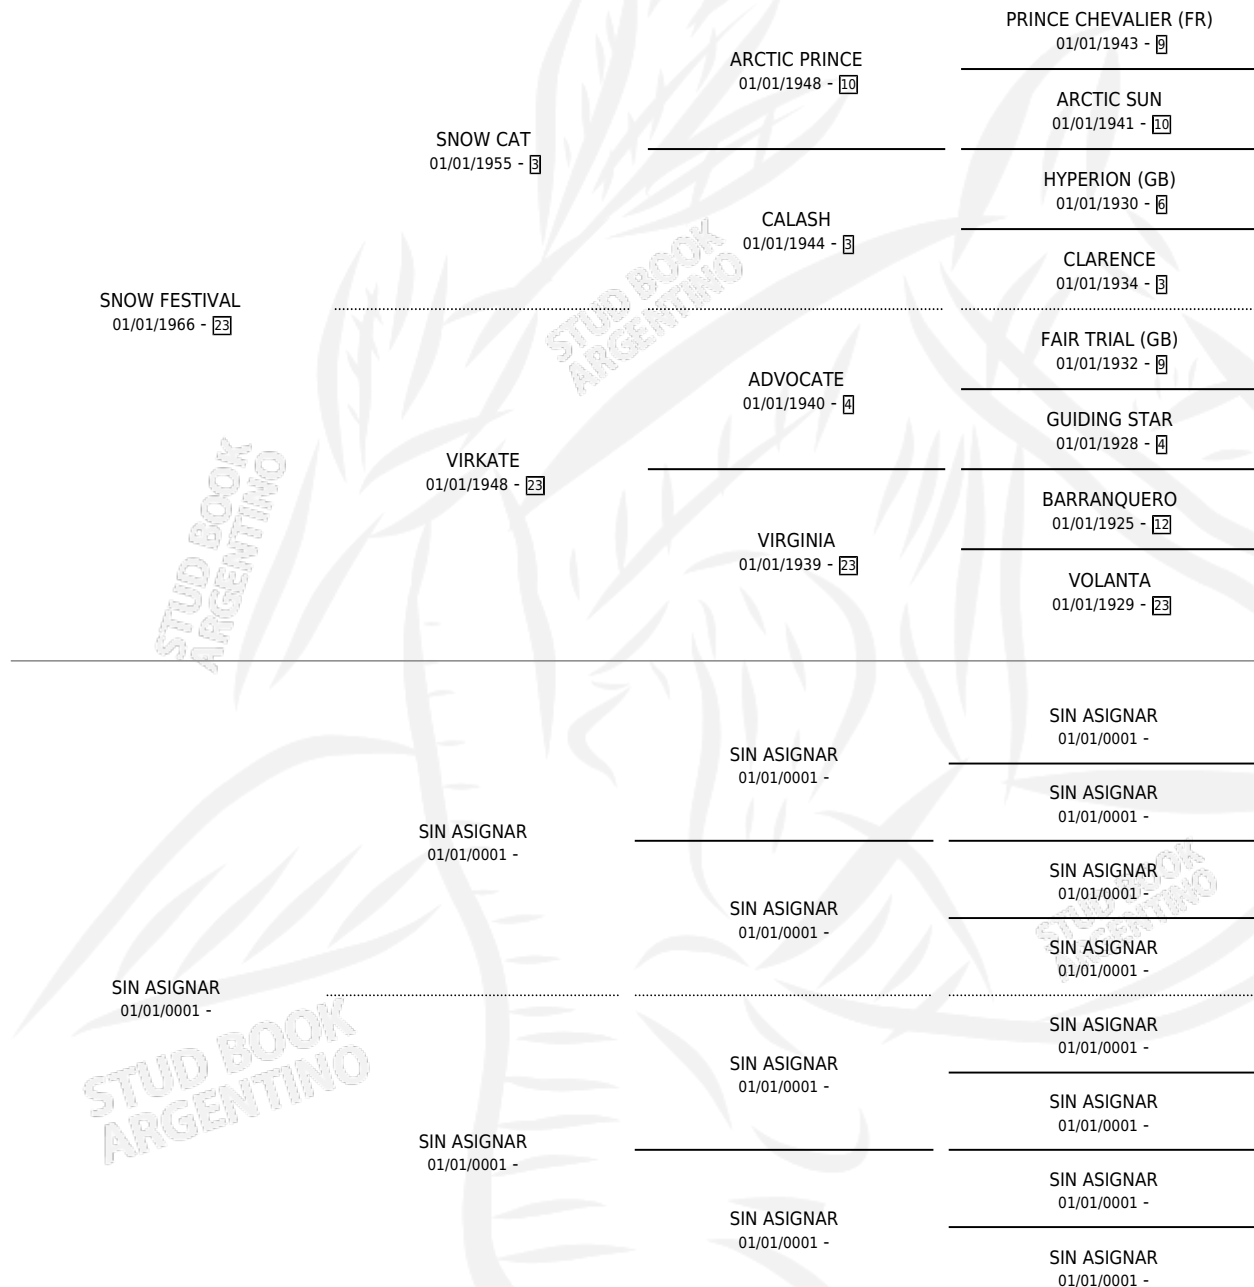 PRINCE CHEVALIER (FR)
01/01/1943 - 9
ARCTIC PRINCE
01/01/1948 - 10
ARCTIC SUN
01/01/1941 - 10
SNOW CAT
01/01/1955 - 3
HYPERION (GB)
01/01/1930 - 6
CALASH
01/01/1944 - 3
CLARENCE
01/01/1934 - 3
SNOW FESTIVAL
01/01/1966 - 23
FAIR TRIAL (GB)
01/01/1932 - 9
ADVOCATE
01/01/1940 - 4
GUIDING STAR
01/01/1928 - 4
VIRKATE
01/01/1948 - 23
BARRANQUERO
01/01/1925 - 12
VIRGINIA
01/01/1939 - 23
VOLANTA
01/01/1929 - 23
STUD BOOK
ARGENTINO
STUD BOOK
ARGENTINO
SIN ASIGNAR
01/01/0001 -
SIN ASIGNAR
01/01/0001 -
SIN ASIGNAR
01/01/0001 -
SIN ASIGNAR
01/01/0001 -
SIN ASIGNAR
01/01/0001 -
SIN ASIGNAR
01/01/0001 -
SIN ASIGNAR
01/01/0001 -
SIN ASIGNAR
01/01/0001 -
SIN ASIGNAR
01/01/0001 -
SIN ASIGNAR
01/01/0001 -
SIN ASIGNAR
01/01/0001 -
SIN ASIGNAR
01/01/0001 -
SIN ASIGNAR
01/01/0001 -
SIN ASIGNAR
01/01/0001 -
SIN ASIGNAR
01/01/0001 -
STUD BOOK
ARGENTINO
STUD BOOK
ARGENTINO